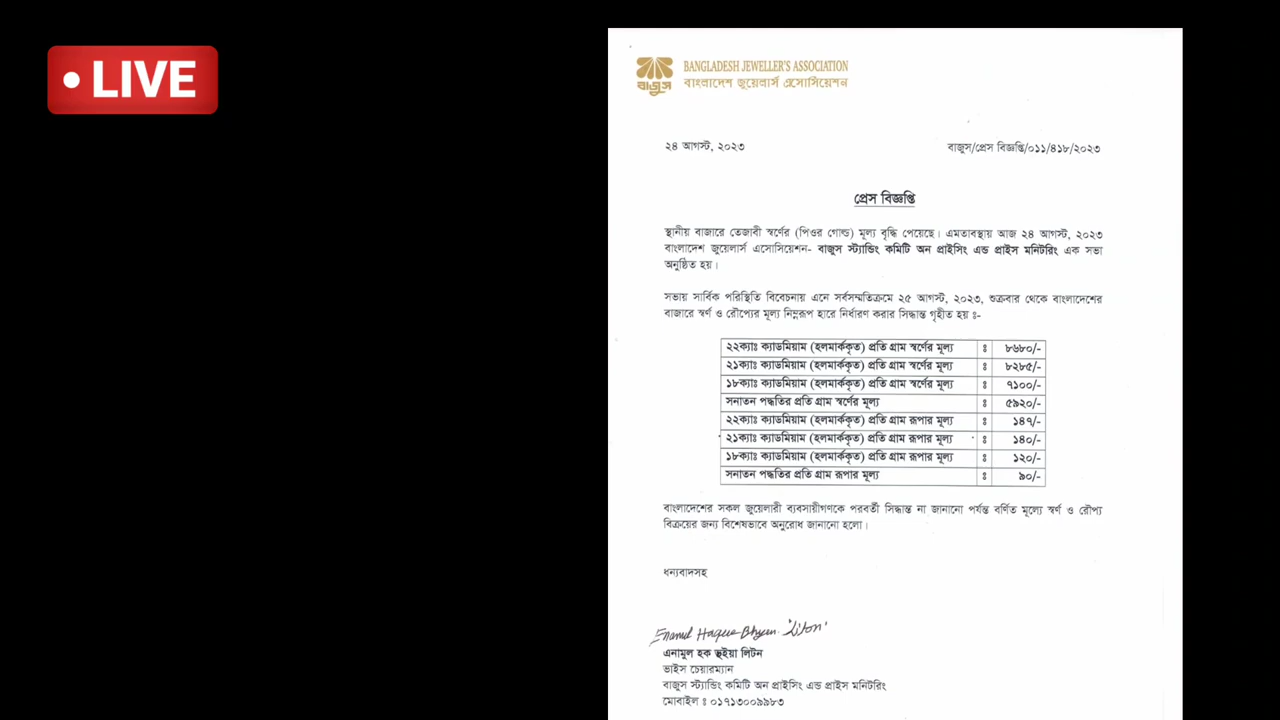 LIVE
BANGLADESH JEWELLER'S ASSOCIATION
বাংলাদেশ জুয়েলার্স এসোসিয়েশন
বাজুস
২৪ আগস্ট, ২০২৩
বাজুস/প্রেস বিজ্ঞপ্তি/০১১/৪১৮/২০২৩
প্রেস বিজ্ঞপ্তি
স্থানীয় বাজারে তেজাবী স্বর্ণের (পিওর গোল্ড) মূল্য বৃদ্ধি পেয়েছে। এমতাবস্থায় আজ ২৪ আগস্ট, ২০২৩
বাংলাদেশ জুয়েলার্স এসোসিয়েশন- বাজুস স্ট্যান্ডিং কমিটি অন প্রাইসিং এন্ড প্রাইস মনিটরিং এক সভা
অনুষ্ঠিত হয়।
সভায় সার্বিক পরিস্থিতি বিবেচনায় এনে সর্বসম্মতিক্রমে ২৫ আগস্ট, ২০২৩, শুক্রবার থেকে বাংলাদেশের
বাজারে স্বর্ণ ও রৌপ্যের মূল্য নিম্নরূপ হারে নির্ধারণ করার সিদ্ধান্ত গৃহীত হয় ঃ-
২২ক্যাঃ ক্যাডমিয়াম (হলমার্ককৃত) প্রতি গ্রাম স্বর্ণের মূল্য ঃ ৮৬৮০/-
২১ক্যাঃ ক্যাডমিয়াম (হলমার্ককৃত) প্রতি গ্রাম স্বর্ণের মূল্য ঃ ৮২৮৫/-
১৮ক্যাঃ ক্যাডমিয়াম (হলমার্ককৃত) প্রতি গ্রাম স্বর্ণের মূল্য ঃ ৭১০০/-
সনাতন পদ্ধতির প্রতি গ্রাম স্বর্ণের মূল্য ঃ ৫৯২০/-
২২ক্যাঃ ক্যাডমিয়াম (হলমার্ককৃত) প্রতি গ্রাম রূপার মূল্য ঃ ১৪৭/-
২১ক্যাঃ ক্যাডমিয়াম (হলমার্ককৃত) প্রতি গ্রাম রূপার মূল্য ঃ ১৪০/-
১৮ক্যাঃ ক্যাডমিয়াম (হলমার্ককৃত) প্রতি গ্রাম রূপার মূল্য ঃ ১২০/-
সনাতন পদ্ধতির প্রতি গ্রাম রূপার মূল্য ঃ ৯০/-
বাংলাদেশের সকল জুয়েলারী ব্যবসায়ীগণকে পরবর্তী সিদ্ধান্ত না জানানো পর্যন্ত বর্ণিত মূল্যে স্বর্ণ ও রৌপ্য
বিক্রয়ের জন্য বিশেষভাবে অনুরোধ জানানো হলো।
ধন্যবাদসহ
Enamul Haque Bhyan 'Liton'
এনামুল হক ভূইয়া লিটন
ভাইস চেয়ারম্যান
বাজুস স্ট্যান্ডিং কমিটি অন প্রাইসিং এন্ড প্রাইস মনিটরিং
মোবাইল ঃ ০১৭১৩০০৯৯৮৩